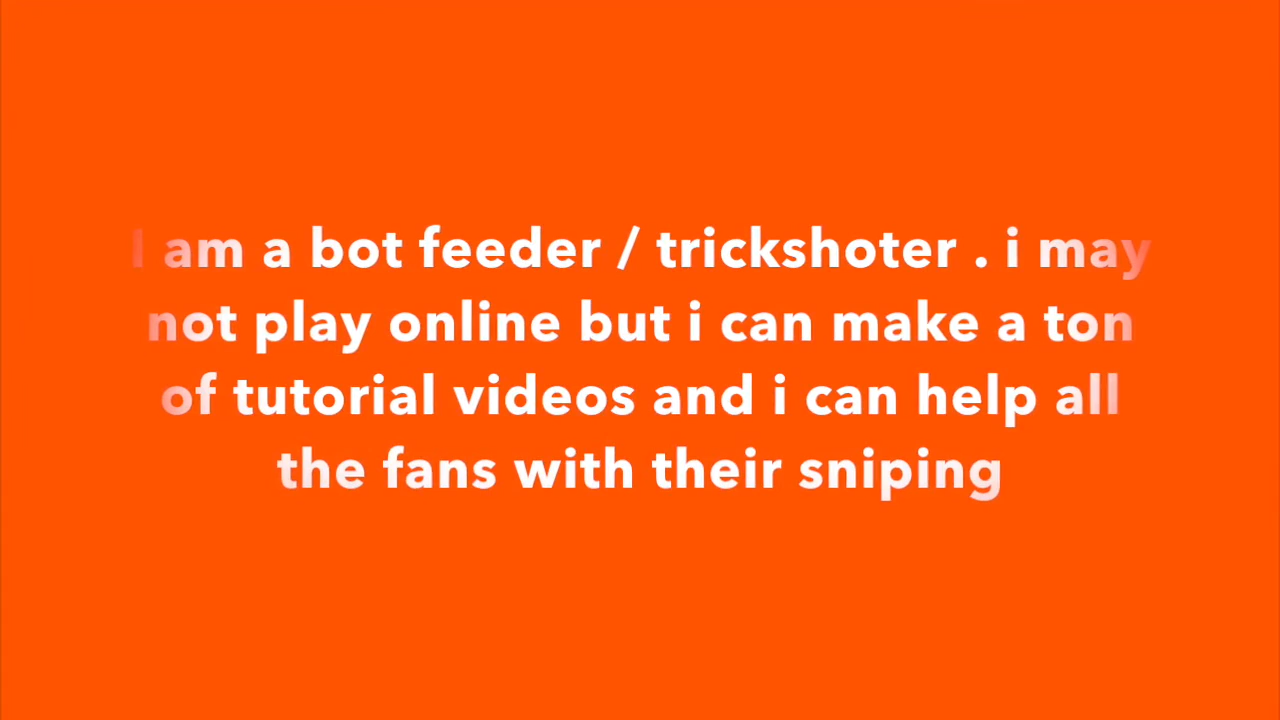 I am a bot feeder / trickshoter . i may
not play online but i can make a ton
of tutorial videos and i can help all
the fans with their sniping